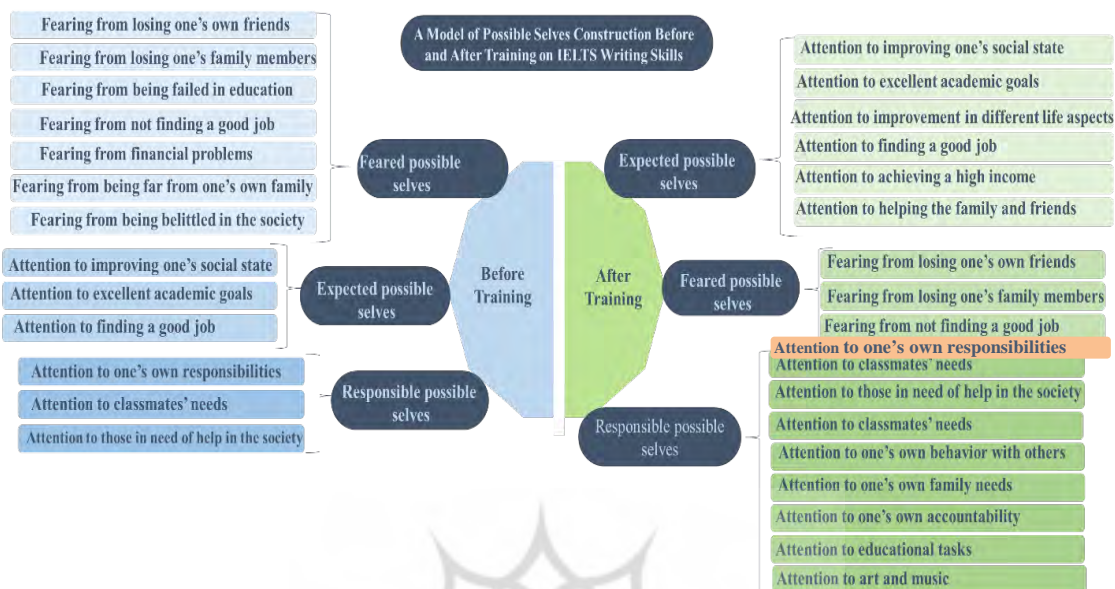 A Model of Possible Selves Construction Before
and After Training on IELTS Writing Skills
Fearing from losing one's own friends
Fearing from losing one's family members
Fearing from being failed in education
Fearing from not finding a good job
Fearing from financial problems
Fearing from being far from one's own family
Fearing from being belittled in the society
Feared possible
selves
Attention to improving one's social state
Attention to excellent academic goals
Attention to finding a good job
Expected possible
selves
Attention to one's own responsibilities
Attention to classmates' needs
Attention to those in need of help in the society
Responsible possible
selves
Before
Training
After
Training
Expected possible
selves
Attention to improving one's social state
Attention to excellent academic goals
Attention to improvement in different life aspects
Attention to finding a good job
Attention to achieving a high income
Attention to helping the family and friends
Feared possible
selves
Fearing from losing one's own friends
Fearing from losing one's family members
Fearing from not finding a good job
Responsible possible
selves
Attention to one's own responsibilities
Attention to classmates' needs
Attention to those in need of help in the society
Attention to classmates' needs
Attention to one's own behavior with others
Attention to one's own family needs
Attention to one's own accountability
Attention to educational tasks
Attention to art and music